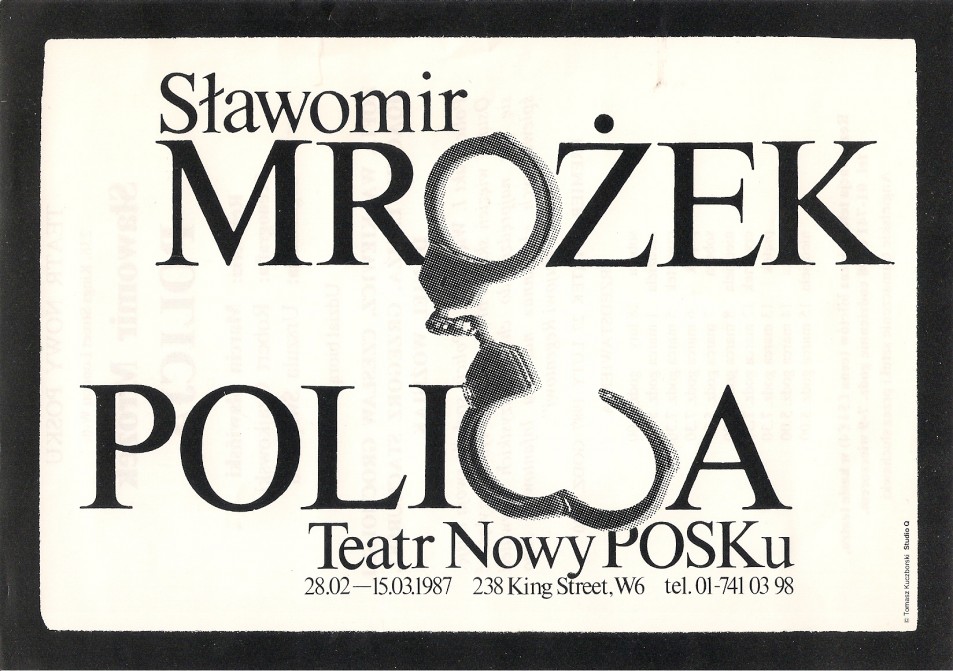 Sławomir
MROŻEK
POLICJA
Teatr Nowy POSKu
28.02—15.03.1987 238 King Street, W6 tel. 01-741 03 98
© Tomasz Kuczborski Studio Q